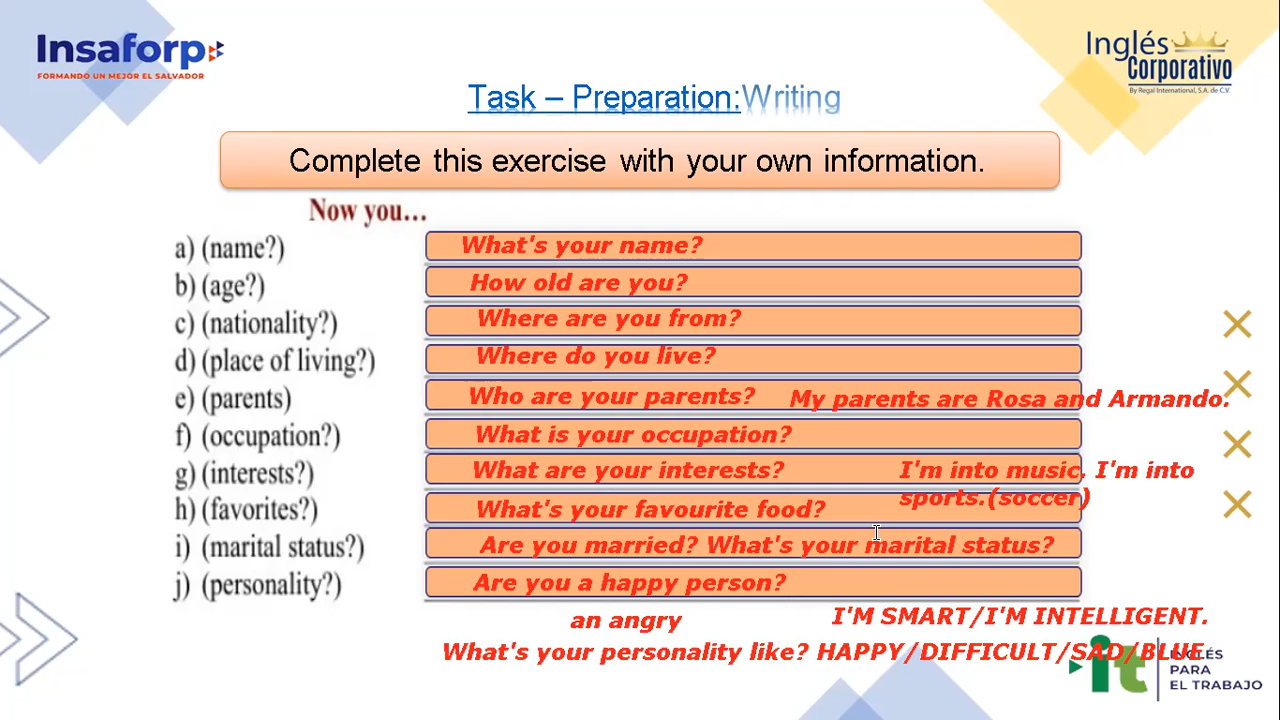 Insaforp
FORMANDO UN MEJOR EL SALVADOR
Inglés
Corporativo
By Regal International, S.A. de C.V.
Task – Preparation:Writing
Complete this exercise with your own information.
Now you...
a) (name?) What's your name?
b) (age?) How old are you?
c) (nationality?) Where are you from?
d) (place of living?) Where do you live?
e) (parents) Who are your parents? My parents are Rosa and Armando.
f) (occupation?) What is your occupation?
g) (interests?) What are your interests? I'm into music, I'm into
sports.(soccer)
h) (favorites?) What's your favourite food?
i) (marital status?) Are you married? What's your marital status?
j) (personality?) Are you a happy person?
an angry I'M SMART/I'M INTELLIGENT.
What's your personality like? HAPPY/DIFFICULT/SAD/BLUE
it
INGLÉS
PARA
EL TRABAJO